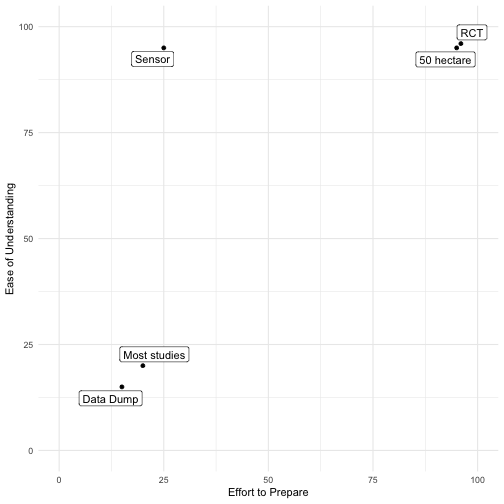 100
75
50
25
0
Ease of Understanding
RCT
Sensor
50 hectare
Most studies
Data Dump
0
25
50
75
100
Effort to Prepare